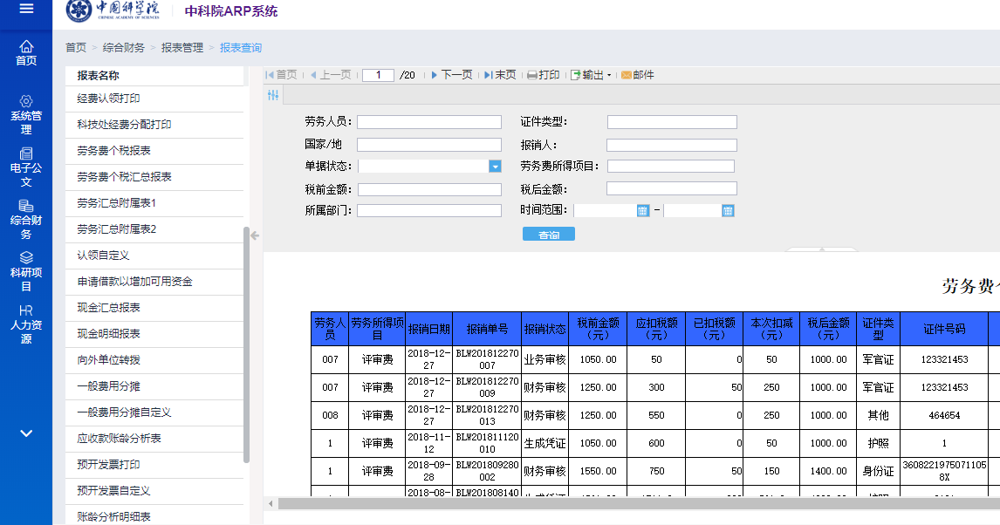 中国科学院
CHINESE ACADEMY OF SCIENCES
中科院ARP系统
首页
系统管理
电子公文
综合财务
科研项目
HR
人力资源
首页 > 综合财务 > 报表管理 > 报表查询
报表名称
经费认领打印
科技处经费分配打印
劳务费个税报表
劳务费个税汇总报表
劳务汇总附属表1
劳务汇总附属表2
认领自定义
申请借款以增加可用资金
现金汇总报表
现金明细报表
向外单位转拨
一般费用分摊
一般费用分摊自定义
应收款账龄分析表
预开发票打印
预开发票自定义
账龄分析明细表
首页 上一页 1 /20 下一页 末页 打印 输出 邮件
劳务人员: 证件类型:
国家/地 报销人:
单据状态: 劳务费所得项目:
税前金额: 税后金额:
所属部门: 时间范围: -
查询
劳务费
劳务人员 劳务所得项目 报销日期 报销单号 报销状态 税前金额(元) 应扣税额(元) 已扣税额(元) 本次扣减(元) 税后金额(元) 证件类型 证件号码
007 评审费 2018-12-27 BLW201812270007 业务审核 1050.00 50 0 50 1000.00 军官证 123321453
007 评审费 2018-12-27 BLW201812270009 财务审核 1250.00 300 50 250 1000.00 军官证 123321453
008 评审费 2018-12-27 BLW201812270013 财务审核 1250.00 550 0 250 1000.00 其他 464654
1 评审费 2018-11-12 BLW201811120010 生成凭证 1050.00 600 0 50 1000.00 护照 1
1 评审费 2018-09-28 BLW201809280002 财务审核 1550.00 750 50 150 1400.00 身份证 36082219750711058X
2018-08- BLW201808140